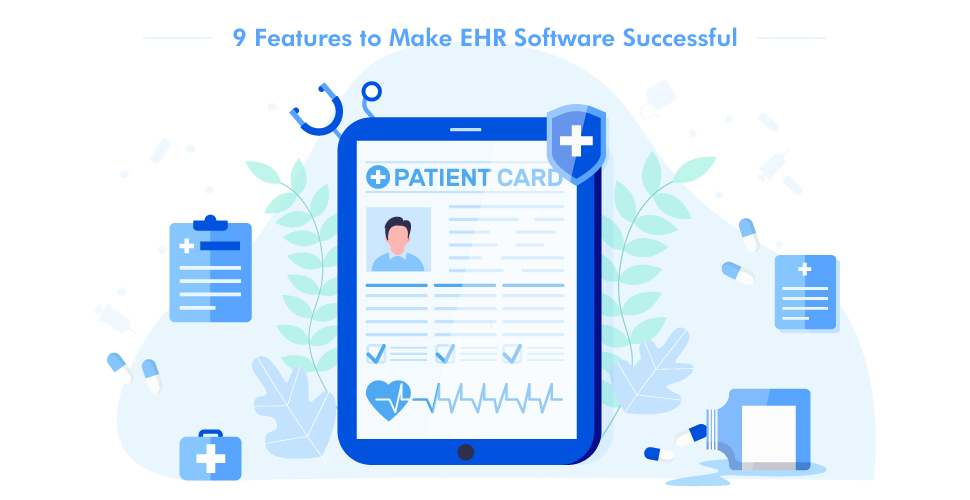 9 Features to Make EHR Software Successful
PATIENT CARD